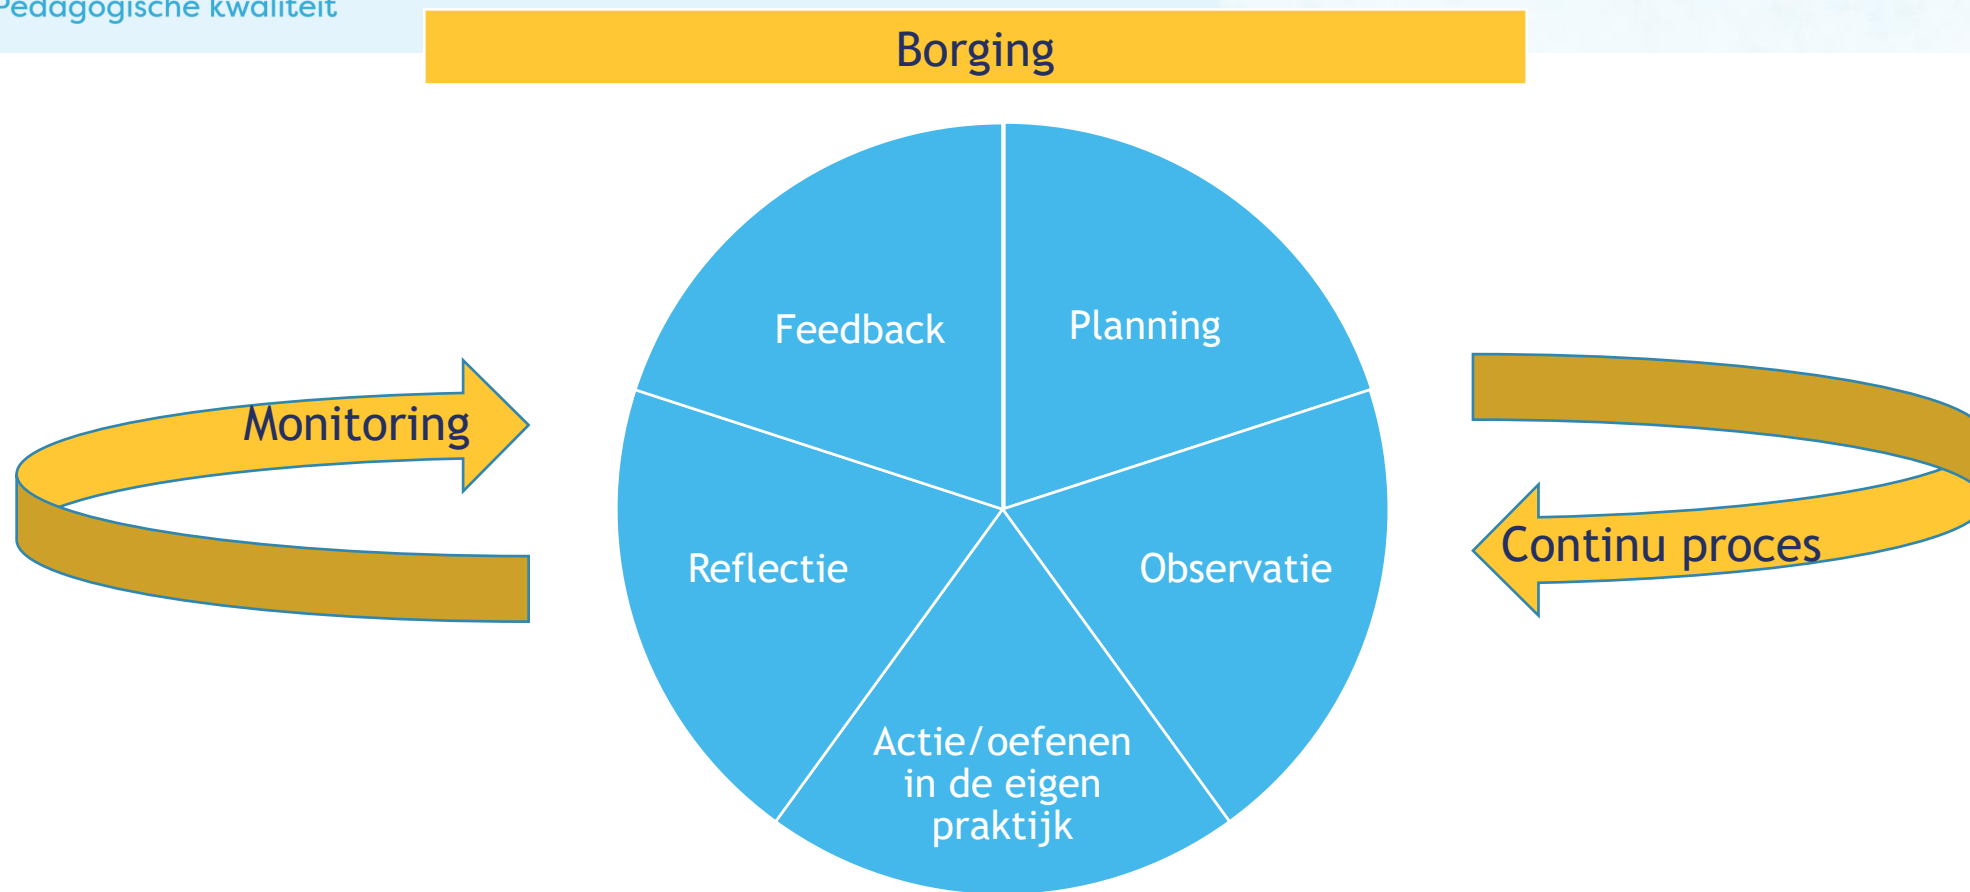 Pedagogische kwaliteit
Borging
Feedback
Planning
Monitoring
Continu proces
Reflectie
Observatie
Actie/oefenen
in de eigen
praktijk